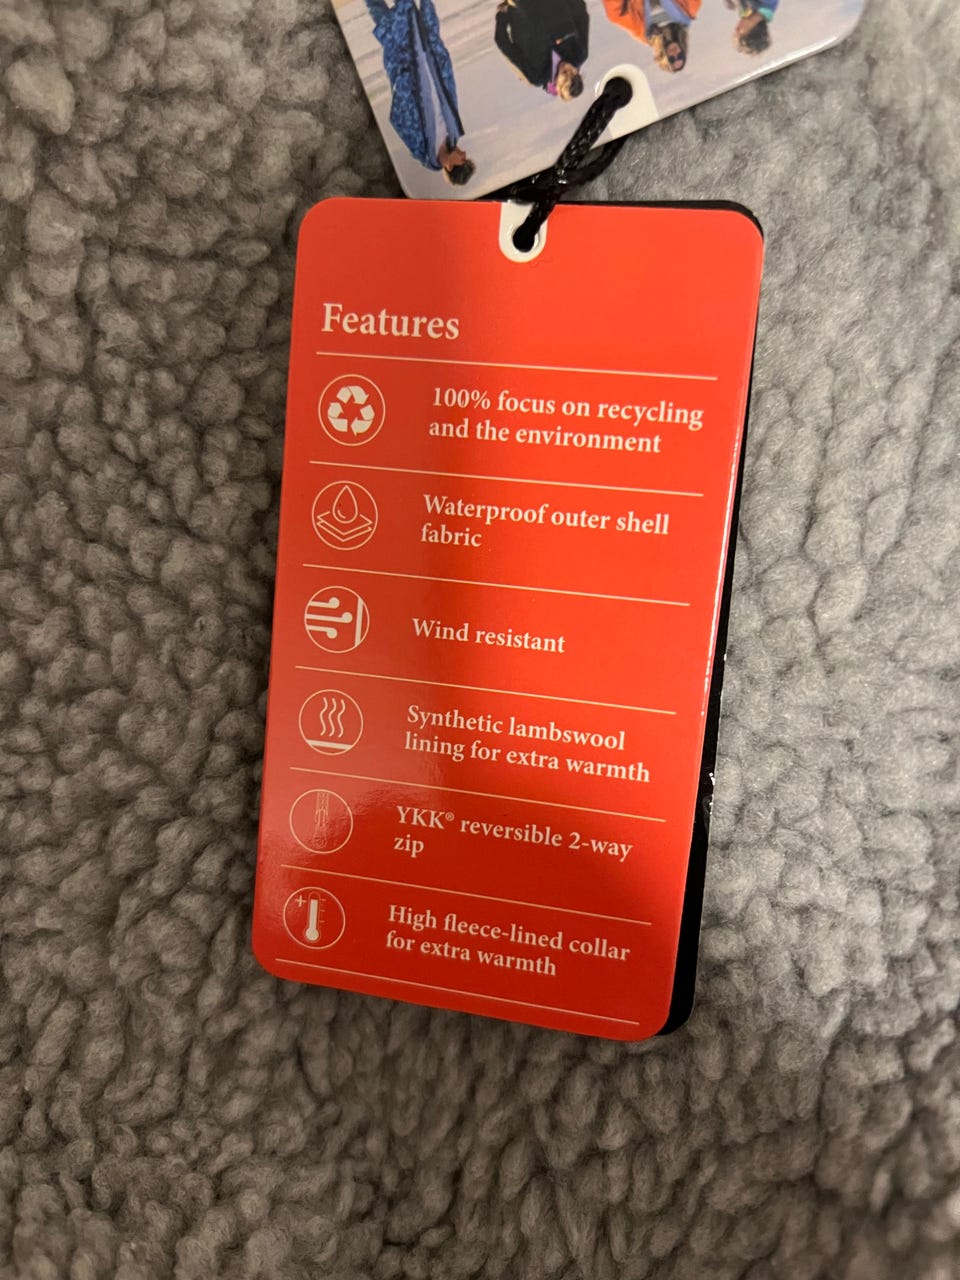 Features
100% focus on recycling
and the environment
Waterproof outer shell
fabric
Wind resistant
Synthetic lambswool
lining for extra warmth
YKK® reversible 2-way
zip
High fleece-lined collar
for extra warmth